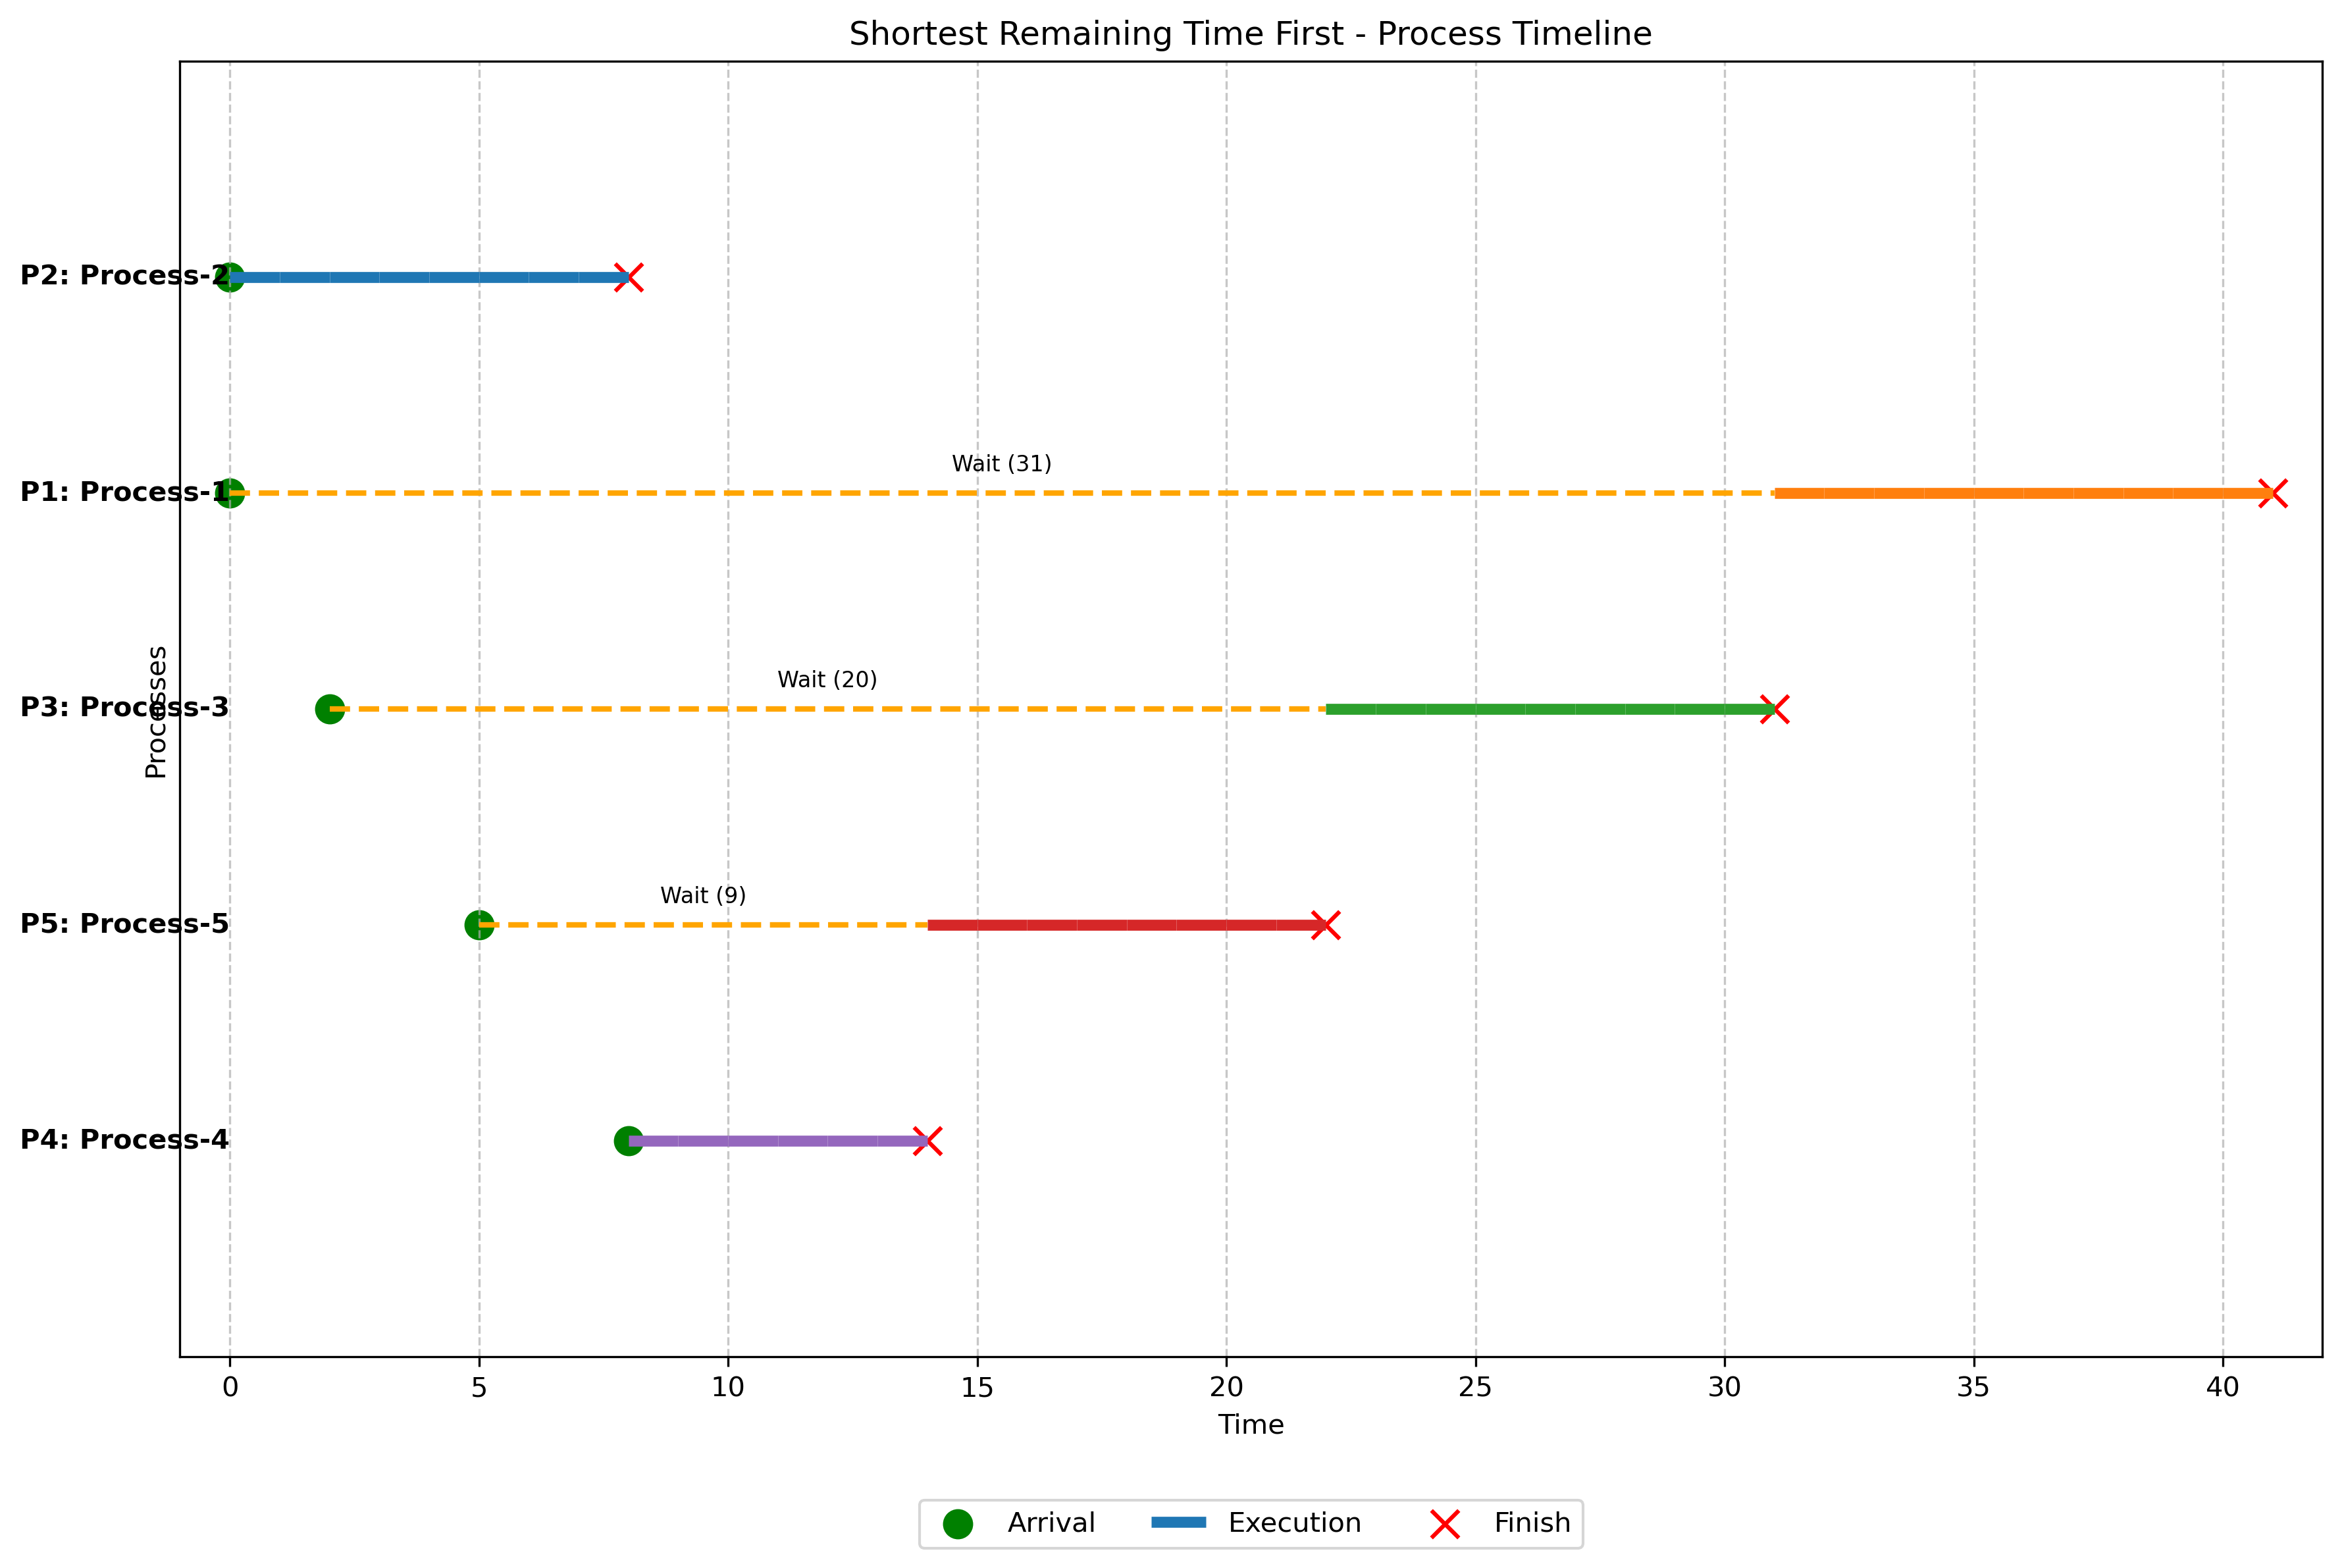 Shortest Remaining Time First - Process Timeline
P2: Process-2
Wait (31)
P1: Process-1
Wait (20)
P3: Process-3
Processes
Wait (9)
P5: Process-5
P4: Process-4
0 5 10 15 20 25 30 35 40
Time
Arrival Execution Finish